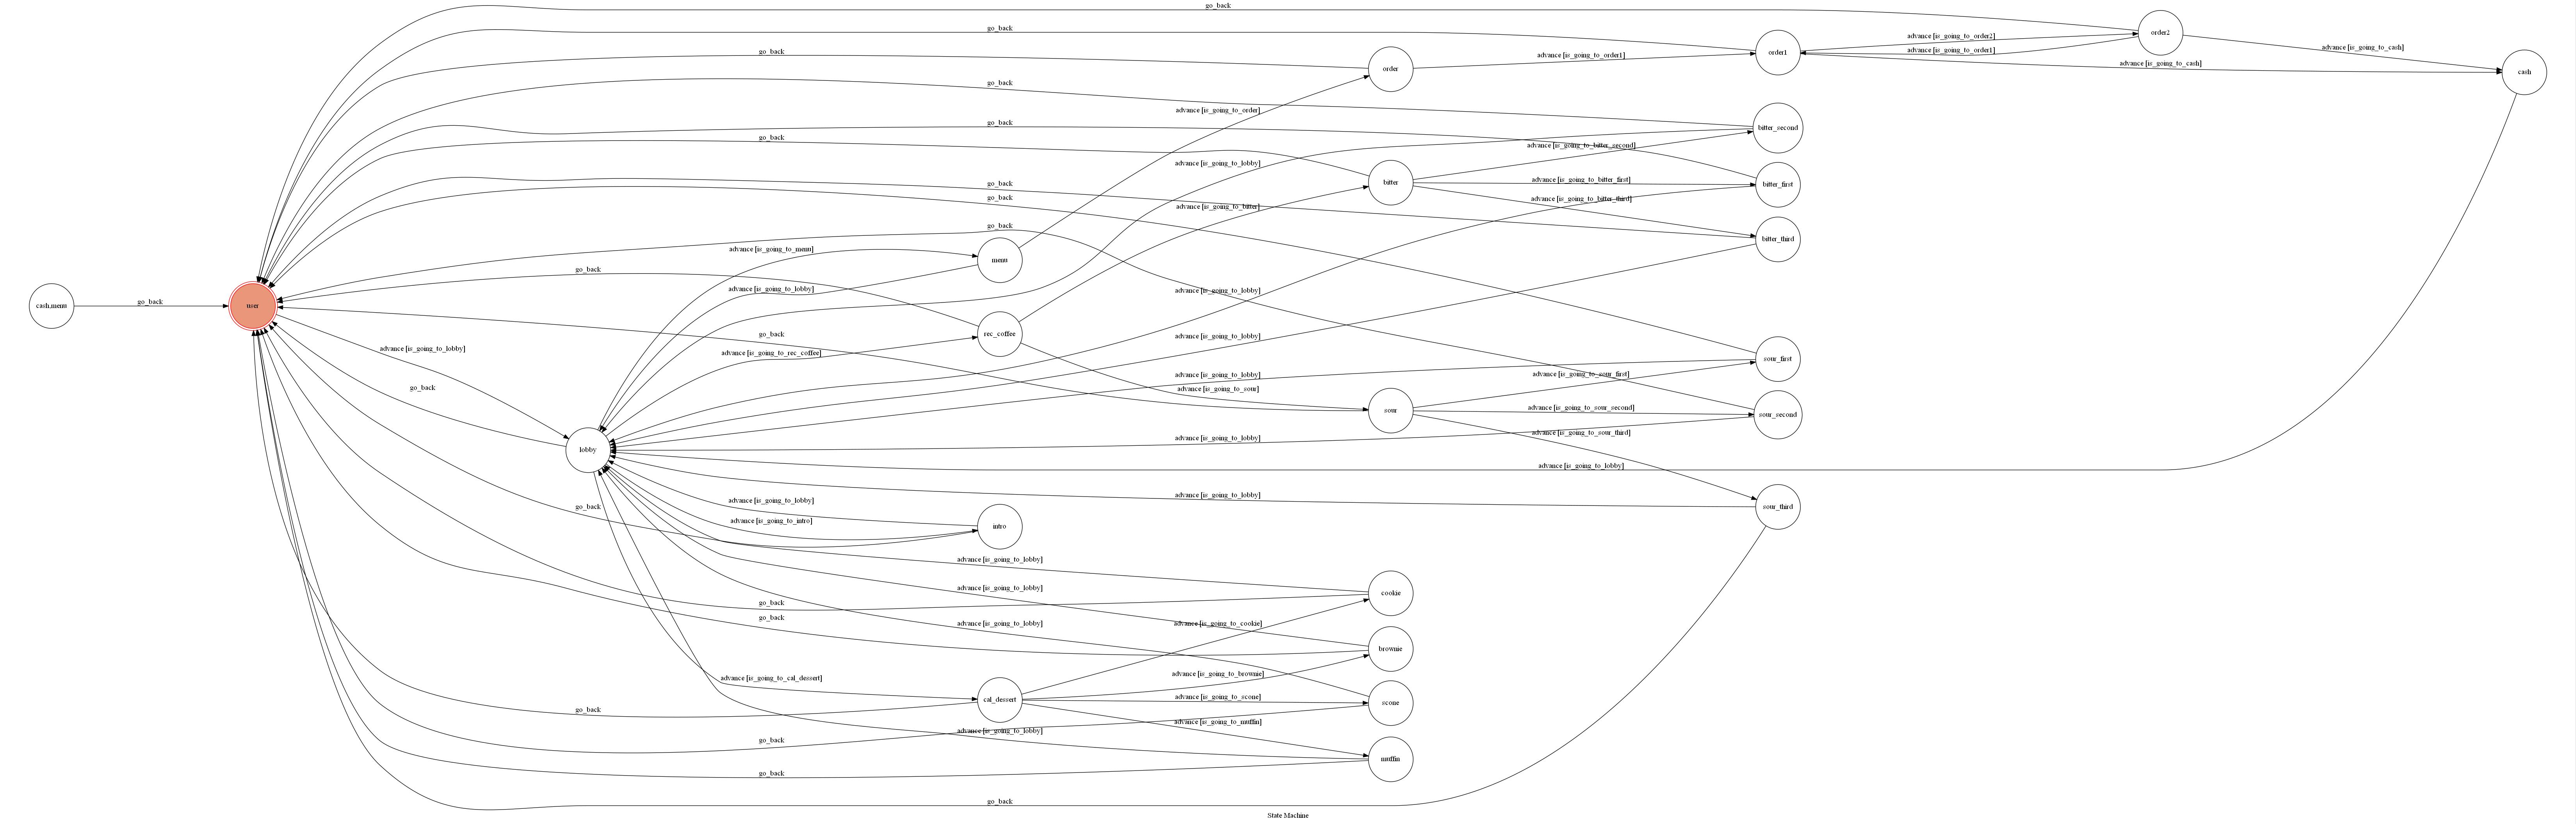 go_back
go_back
order2
advance [is_going_to_order2]
advance [is_going_to_cash]
go_back
order1
advance [is_going_to_order1]
advance [is_going_to_order1]
advance [is_going_to_cash]
order
cash
go_back
advance [is_going_to_order]
go_back
bitter_second
go_back
advance [is_going_to_bitter_second]
advance [is_going_to_lobby]
go_back
bitter
advance [is_going_to_bitter_first]
bitter_first
go_back
advance [is_going_to_bitter_third]
advance [is_going_to_bitter]
go_back
bitter_third
advance [is_going_to_menu]
menu
go_back
advance [is_going_to_lobby]
advance [is_going_to_lobby]
cash,menu
go_back
user
go_back
rec_coffee
advance [is_going_to_lobby]
advance [is_going_to_lobby]
advance [is_going_to_rec_coffee]
sour_first
advance [is_going_to_lobby]
advance [is_going_to_sour_first]
go_back
advance [is_going_to_sour]
sour
advance [is_going_to_sour_second]
sour_second
advance [is_going_to_sour_third]
advance [is_going_to_lobby]
lobby
advance [is_going_to_lobby]
advance [is_going_to_lobby]
advance [is_going_to_lobby]
go_back
sour_third
advance [is_going_to_intro]
intro
advance [is_going_to_lobby]
advance [is_going_to_lobby]
cookie
go_back
go_back
advance [is_going_to_lobby]
advance [is_going_to_cookie]
brownie
advance [is_going_to_cal_dessert]
advance [is_going_to_brownie]
cal_dessert
advance [is_going_to_scone]
scone
go_back
advance [is_going_to_muffin]
advance [is_going_to_lobby]
go_back
muffin
go_back
go_back
State Machine